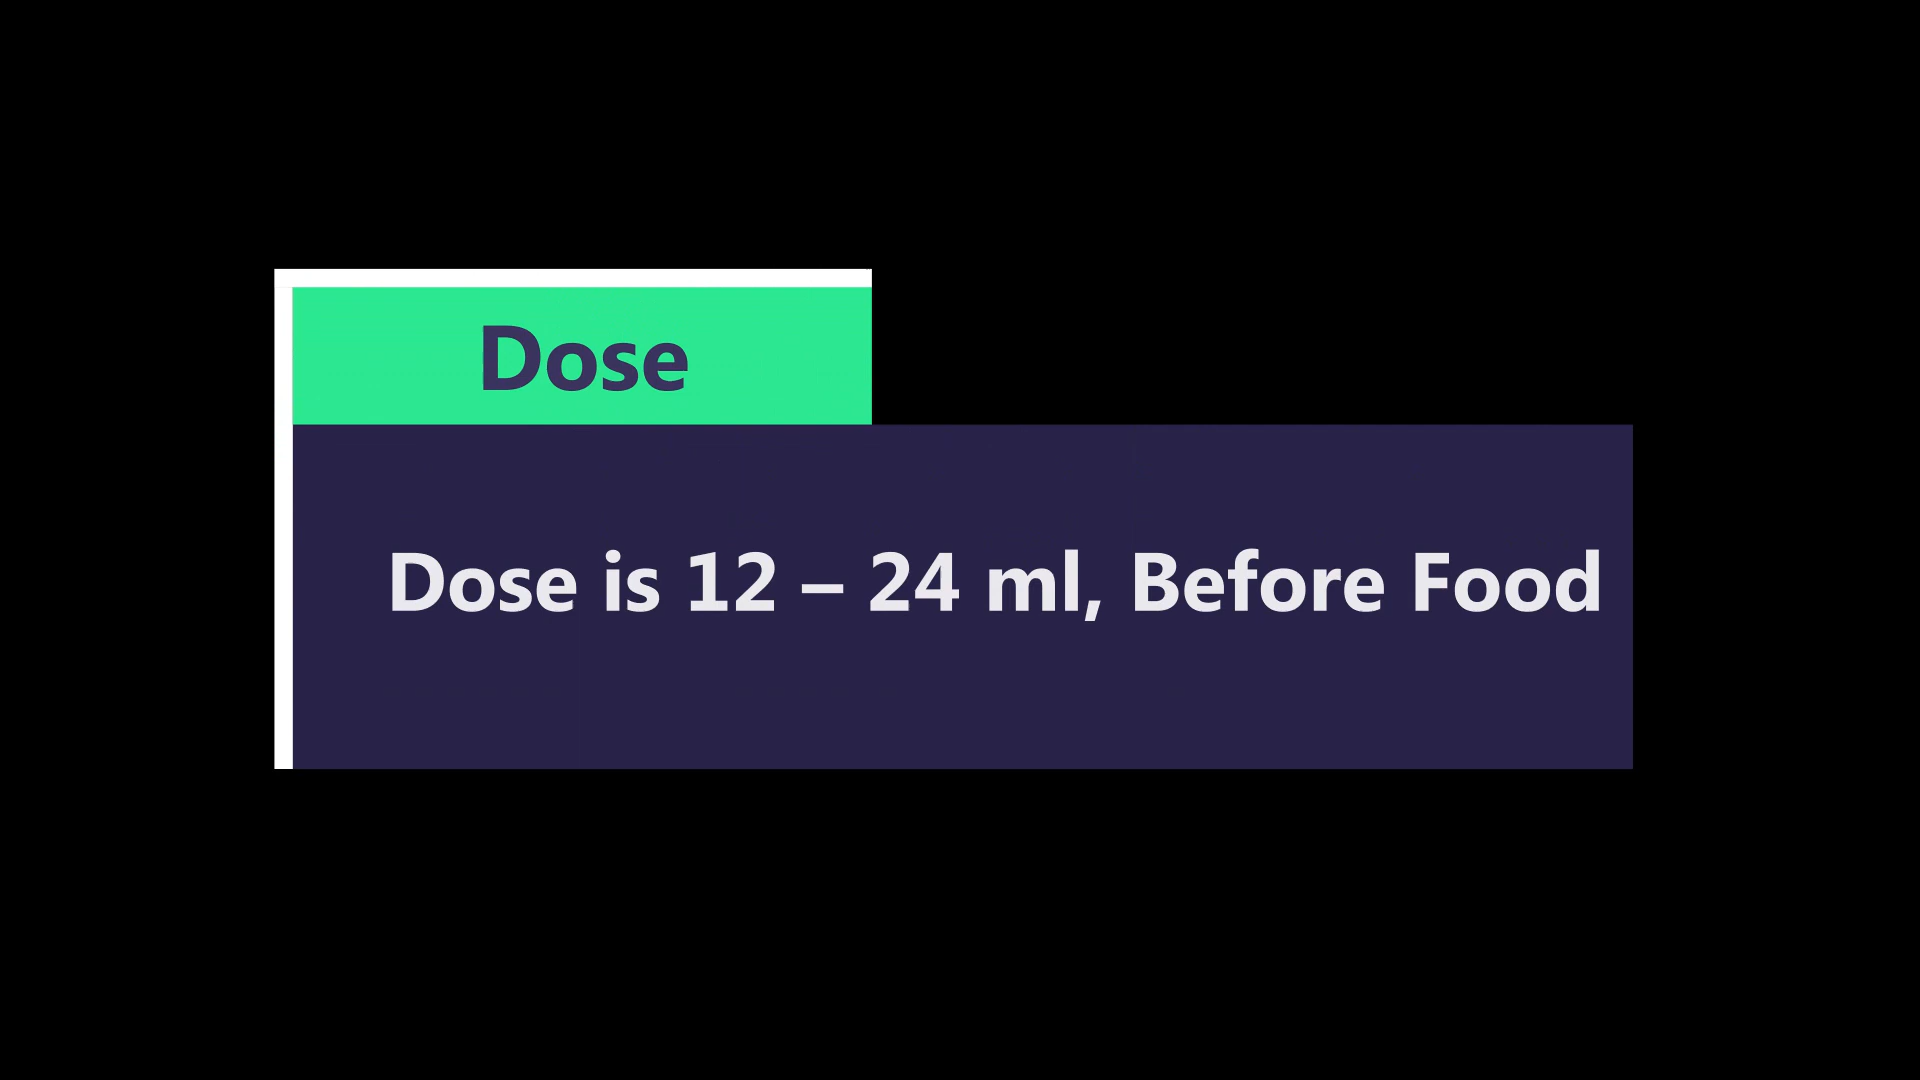 Dose
Dose is 12 – 24 ml, Before Food